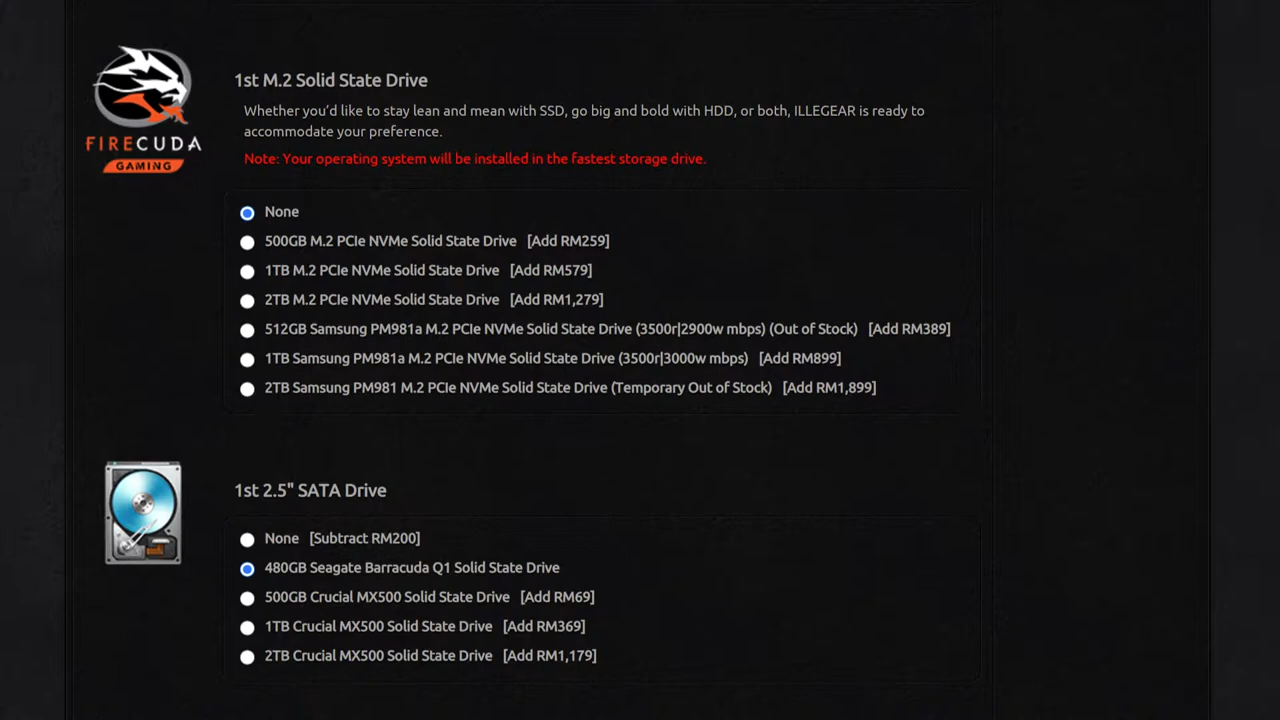 FIRECUDA
GAMING
1st M.2 Solid State Drive
Whether you'd like to stay lean and mean with SSD, go big and bold with HDD, or both, ILLEGEAR is ready to
accommodate your preference.
Note: Your operating system will be installed in the fastest storage drive.
None
500GB M.2 PCIe NVMe Solid State Drive [Add RM259]
1TB M.2 PCIe NVMe Solid State Drive [Add RM579]
2TB M.2 PCIe NVMe Solid State Drive [Add RM1,279]
512GB Samsung PM981a M.2 PCIe NVMe Solid State Drive (3500r|2900w mbps) (Out of Stock) [Add RM389]
1TB Samsung PM981a M.2 PCIe NVMe Solid State Drive (3500r|3000w mbps) [Add RM899]
2TB Samsung PM981 M.2 PCIe NVMe Solid State Drive (Temporary Out of Stock) [Add RM1,899]
1st 2.5" SATA Drive
None [Subtract RM200]
480GB Seagate Barracuda Q1 Solid State Drive
500GB Crucial MX500 Solid State Drive [Add RM69]
1TB Crucial MX500 Solid State Drive [Add RM369]
2TB Crucial MX500 Solid State Drive [Add RM1,179]